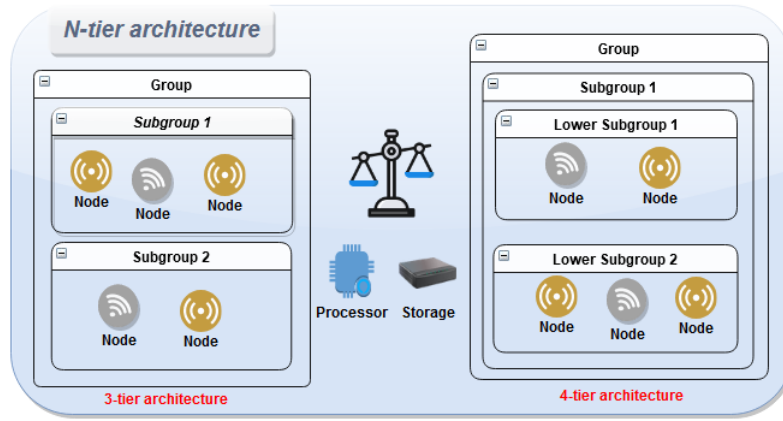 N-tier architecture
Group
Subgroup 1
Node
Node
Node
Subgroup 2
Node
Node
3-tier architecture
Processor
Storage
Group
Subgroup 1
Lower Subgroup 1
Node
Node
Lower Subgroup 2
Node
Node
Node
4-tier architecture